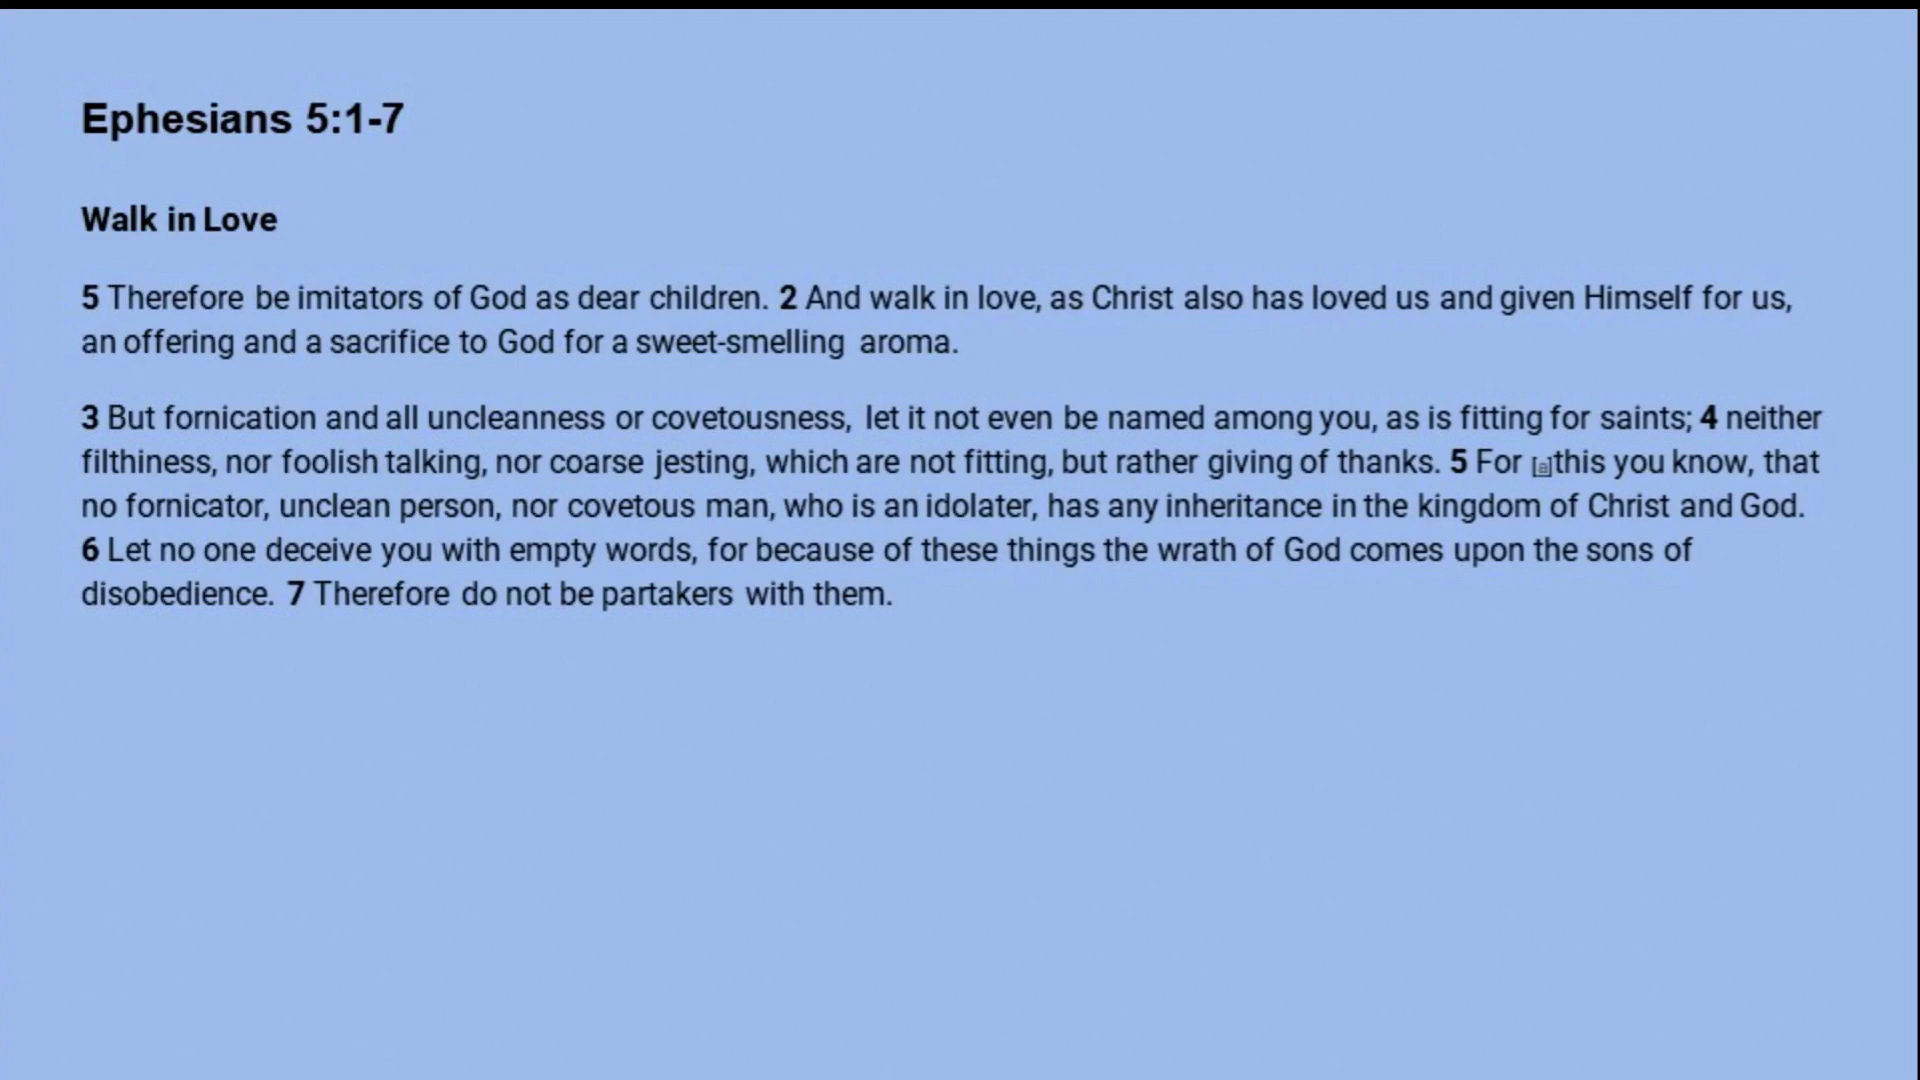 Ephesians 5:1-7
Walk in Love
5 Therefore be imitators of God as dear children. 2 And walk in love, as Christ also has loved us and given Himself for us,
an offering and a sacrifice to God for a sweet-smelling aroma.
3 But fornication and all uncleanness or covetousness, let it not even be named among you, as is fitting for saints; 4 neither
filthiness, nor foolish talking, nor coarse jesting, which are not fitting, but rather giving of thanks. 5 For [a]this you know, that
no fornicator, unclean person, nor covetous man, who is an idolater, has any inheritance in the kingdom of Christ and God.
6 Let no one deceive you with empty words, for because of these things the wrath of God comes upon the sons of
disobedience. 7 Therefore do not be partakers with them.